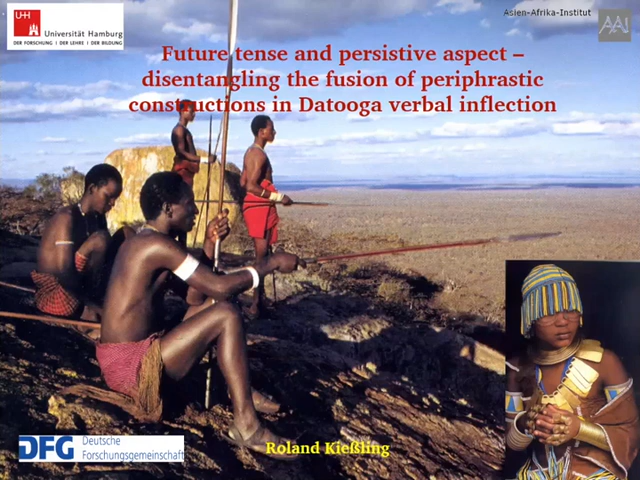 UH
Universität Hamburg
DER FORSCHUNG | DER LEHRE | DER BILDUNG
Asien-Afrika-Institut
AAI
Future tense and persistive aspect –
disentangling the fusion of periphrastic
constructions in Datooga verbal inflection
DFG
Deutsche
Forschungsgemeinschaft
Roland Kießling